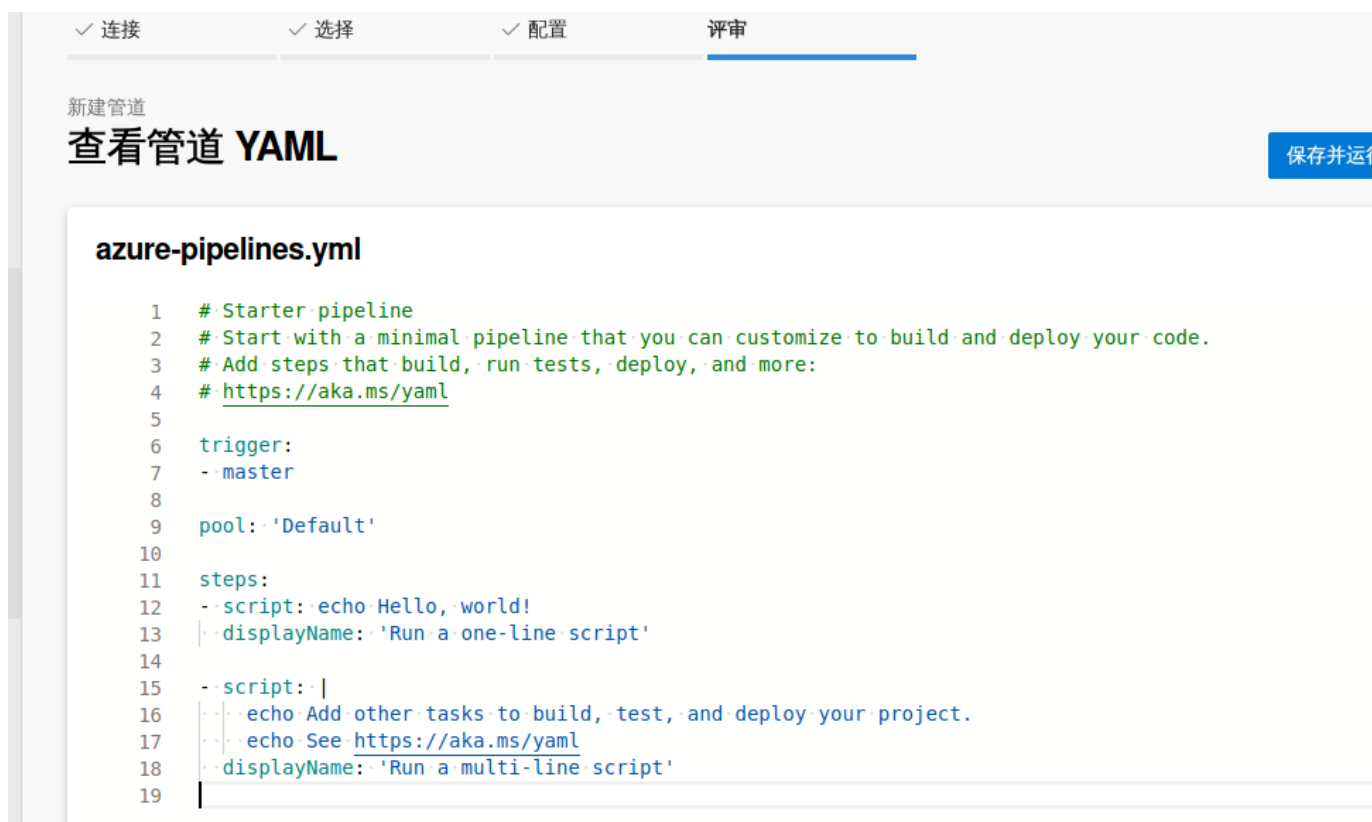 连接
选择
配置
评审
新建管道
查看管道 YAML
保存并运行
azure-pipelines.yml
1 # Starter pipeline
2 # Start with a minimal pipeline that you can customize to build and deploy your code.
3 # Add steps that build, run tests, deploy, and more:
4 # https://aka.ms/yaml
5
6 trigger:
7 - master
8
9 pool: 'Default'
10
11 steps:
12 - script: echo Hello, world!
13   displayName: 'Run a one-line script'
14
15 - script: |
16     echo Add other tasks to build, test, and deploy your project.
17     echo See https://aka.ms/yaml
18   displayName: 'Run a multi-line script'
19